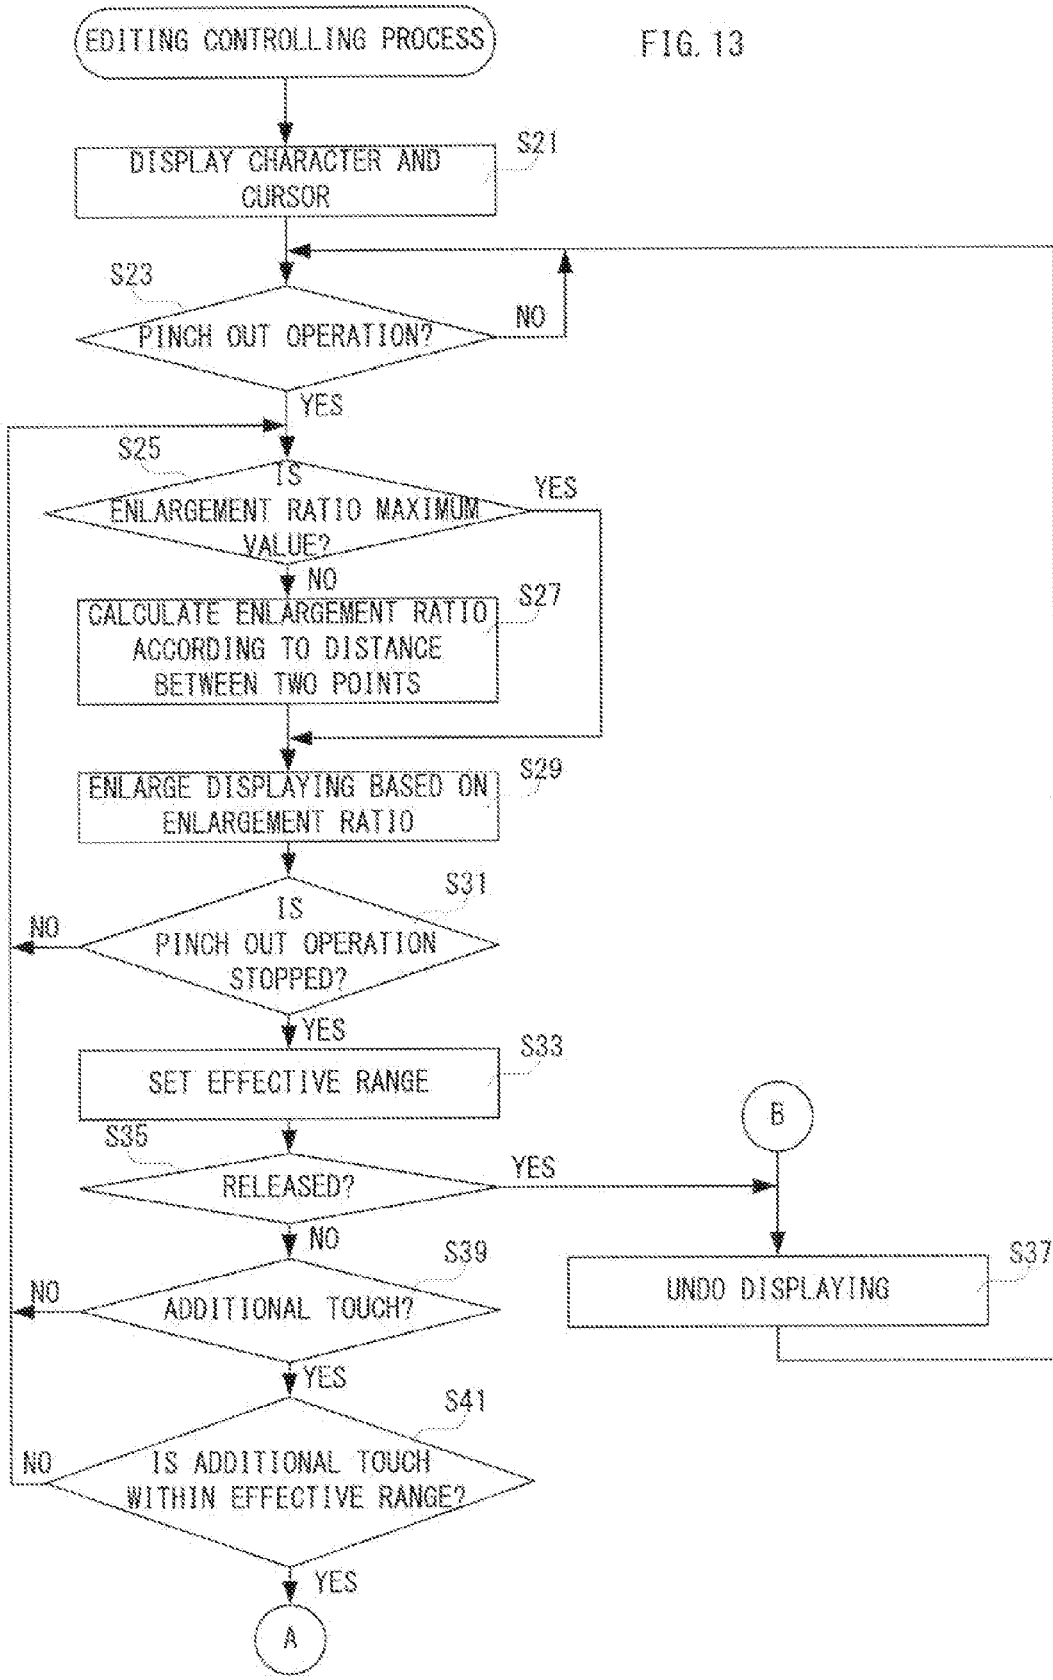 EDITING CONTROLLING PROCESS
FIG. 13
S21
DISPLAY CHARACTER AND
CURSOR
S23
PINCH OUT OPERATION?
NO
YES
S25
IS
ENLARGEMENT RATIO MAXIMUM
VALUE?
YES
NO
S27
CALCULATE ENLARGEMENT RATIO
ACCORDING TO DISTANCE
BETWEEN TWO POINTS
S29
ENLARGE DISPLAYING BASED ON
ENLARGEMENT RATIO
S31
IS
PINCH OUT OPERATION
STOPPED?
NO
YES
S33
SET EFFECTIVE RANGE
B
S35
RELEASED?
YES
NO
S37
UNDO DISPLAYING
S39
ADDITIONAL TOUCH?
NO
YES
S41
IS ADDITIONAL TOUCH
WITHIN EFFECTIVE RANGE?
NO
YES
A